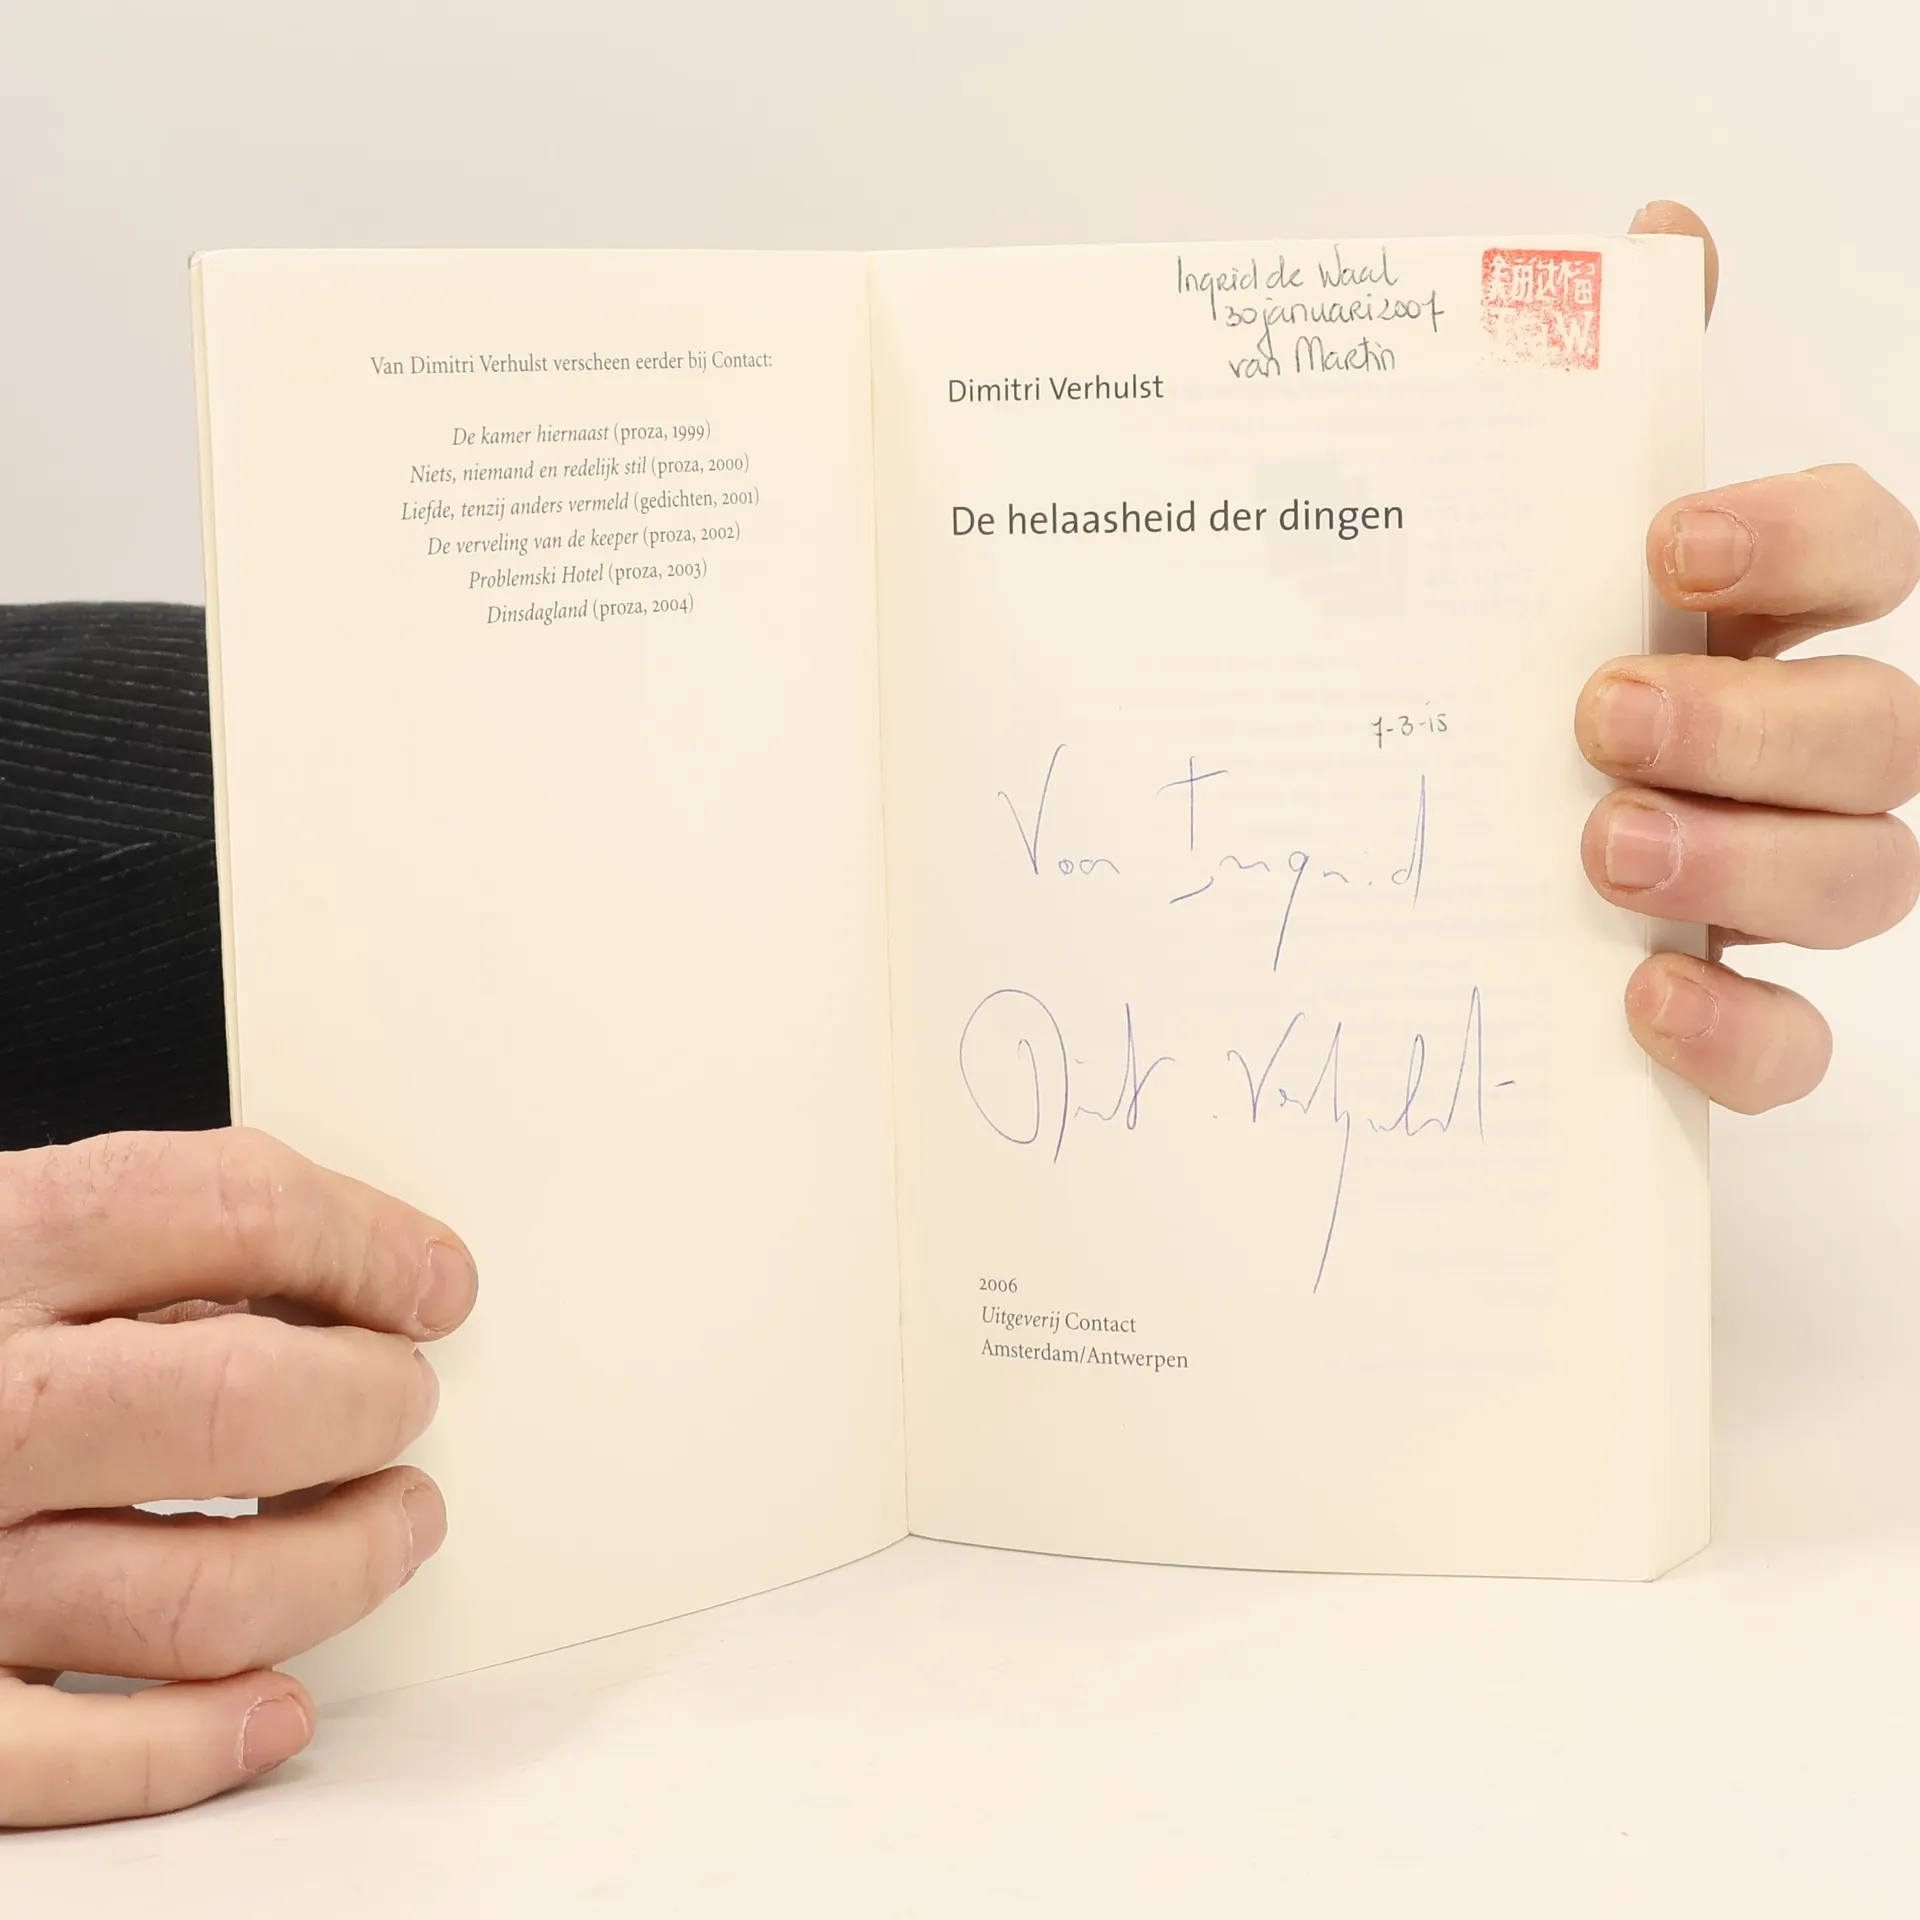 Van Dimitri Verhulst verscheen eerder bij Contact:
De kamer hiernaast (proza, 1999)
Niets, niemand en redelijk stil (proza, 2000)
Liefde, tenzij anders vermeld (gedichten, 2001)
De verveling van de keeper (proza, 2002)
Problemski Hotel (proza, 2003)
Dinsdagland (proza, 2004)
Ingrid de Waal
30 januari 2007
van Martin
Dimitri Verhulst
De helaasheid der dingen
7-3-15
Voor Ingrid
Verhulst
2006
Uitgeverij Contact
Amsterdam/Antwerpen